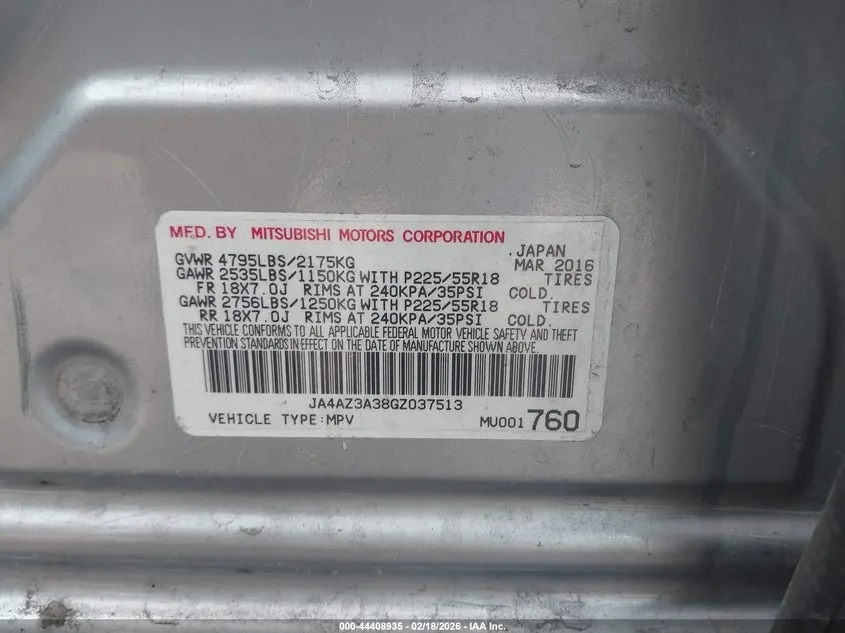 MFD. BY MITSUBISHI MOTORS CORPORATION
JAPAN
GVWR 4795LBS/2175KG MAR 2016
GAWR 2535LBS/1150KG WITH P225/55R18 TIRES
FR 18X7.0J RIMS AT 240KPA/35PSI COLD.
GAWR 2756LBS/1250KG WITH P225/55R18 TIRES
RR 18X7.0J RIMS AT 240KPA/35PSI COLD.
THIS VEHICLE CONFORMS TO ALL APPLICABLE FEDERAL MOTOR VEHICLE SAFETY AND THEFT
PREVENTION STANDARDS IN EFFECT ON THE DATE OF MANUFACTURE SHOWN ABOVE.
JA4AZ3A38GZ037513
VEHICLE TYPE:MPV MU001 760
000-44408935 - 02/18/2026 - IAA Inc.